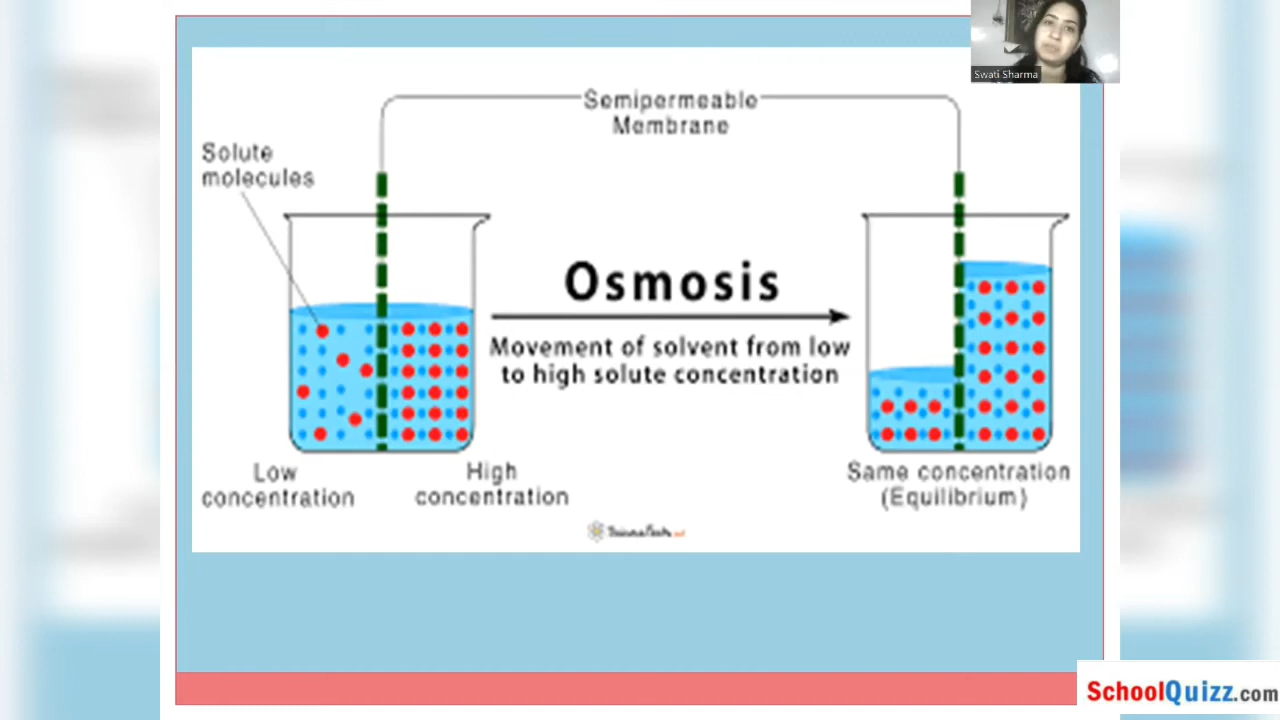 Swati Sharma
Semipermeable
Membrane
Solute
molecules
Osmosis
Movement of solvent from low
to high solute concentration
Low
concentration
High
concentration
Same concentration
(Equilibrium)
SchoolQuizz.com